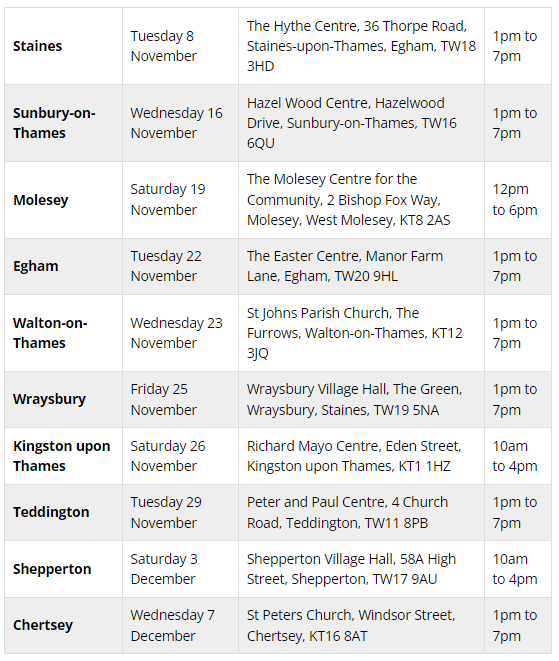 Staines
Tuesday 8
November
The Hythe Centre, 36 Thorpe Road,
Staines-upon-Thames, Egham, TW18
3HD
1pm to
7pm
Sunbury-on-
Thames
Wednesday 16
November
Hazel Wood Centre, Hazelwood
Drive, Sunbury-on-Thames, TW16
6QU
1pm to
7pm
Molesey
Saturday 19
November
The Molesey Centre for the
Community, 2 Bishop Fox Way,
Molesey, West Molesey, KT8 2AS
12pm
to 6pm
Egham
Tuesday 22
November
The Easter Centre, Manor Farm
Lane, Egham, TW20 9HL
1pm to
7pm
Walton-on-
Thames
Wednesday 23
November
St Johns Parish Church, The
Furrows, Walton-on-Thames, KT12
3JQ
1pm to
7pm
Wraysbury
Friday 25
November
Wraysbury Village Hall, The Green,
Wraysbury, Staines, TW19 5NA
1pm to
7pm
Kingston upon
Thames
Saturday 26
November
Richard Mayo Centre, Eden Street,
Kingston upon Thames, KT1 1HZ
10am
to 4pm
Teddington
Tuesday 29
November
Peter and Paul Centre, 4 Church
Road, Teddington, TW11 8PB
1pm to
7pm
Shepperton
Saturday 3
December
Shepperton Village Hall, 58A High
Street, Shepperton, TW17 9AU
10am
to 4pm
Chertsey
Wednesday 7
December
St Peters Church, Windsor Street,
Chertsey, KT16 8AT
1pm to
7pm